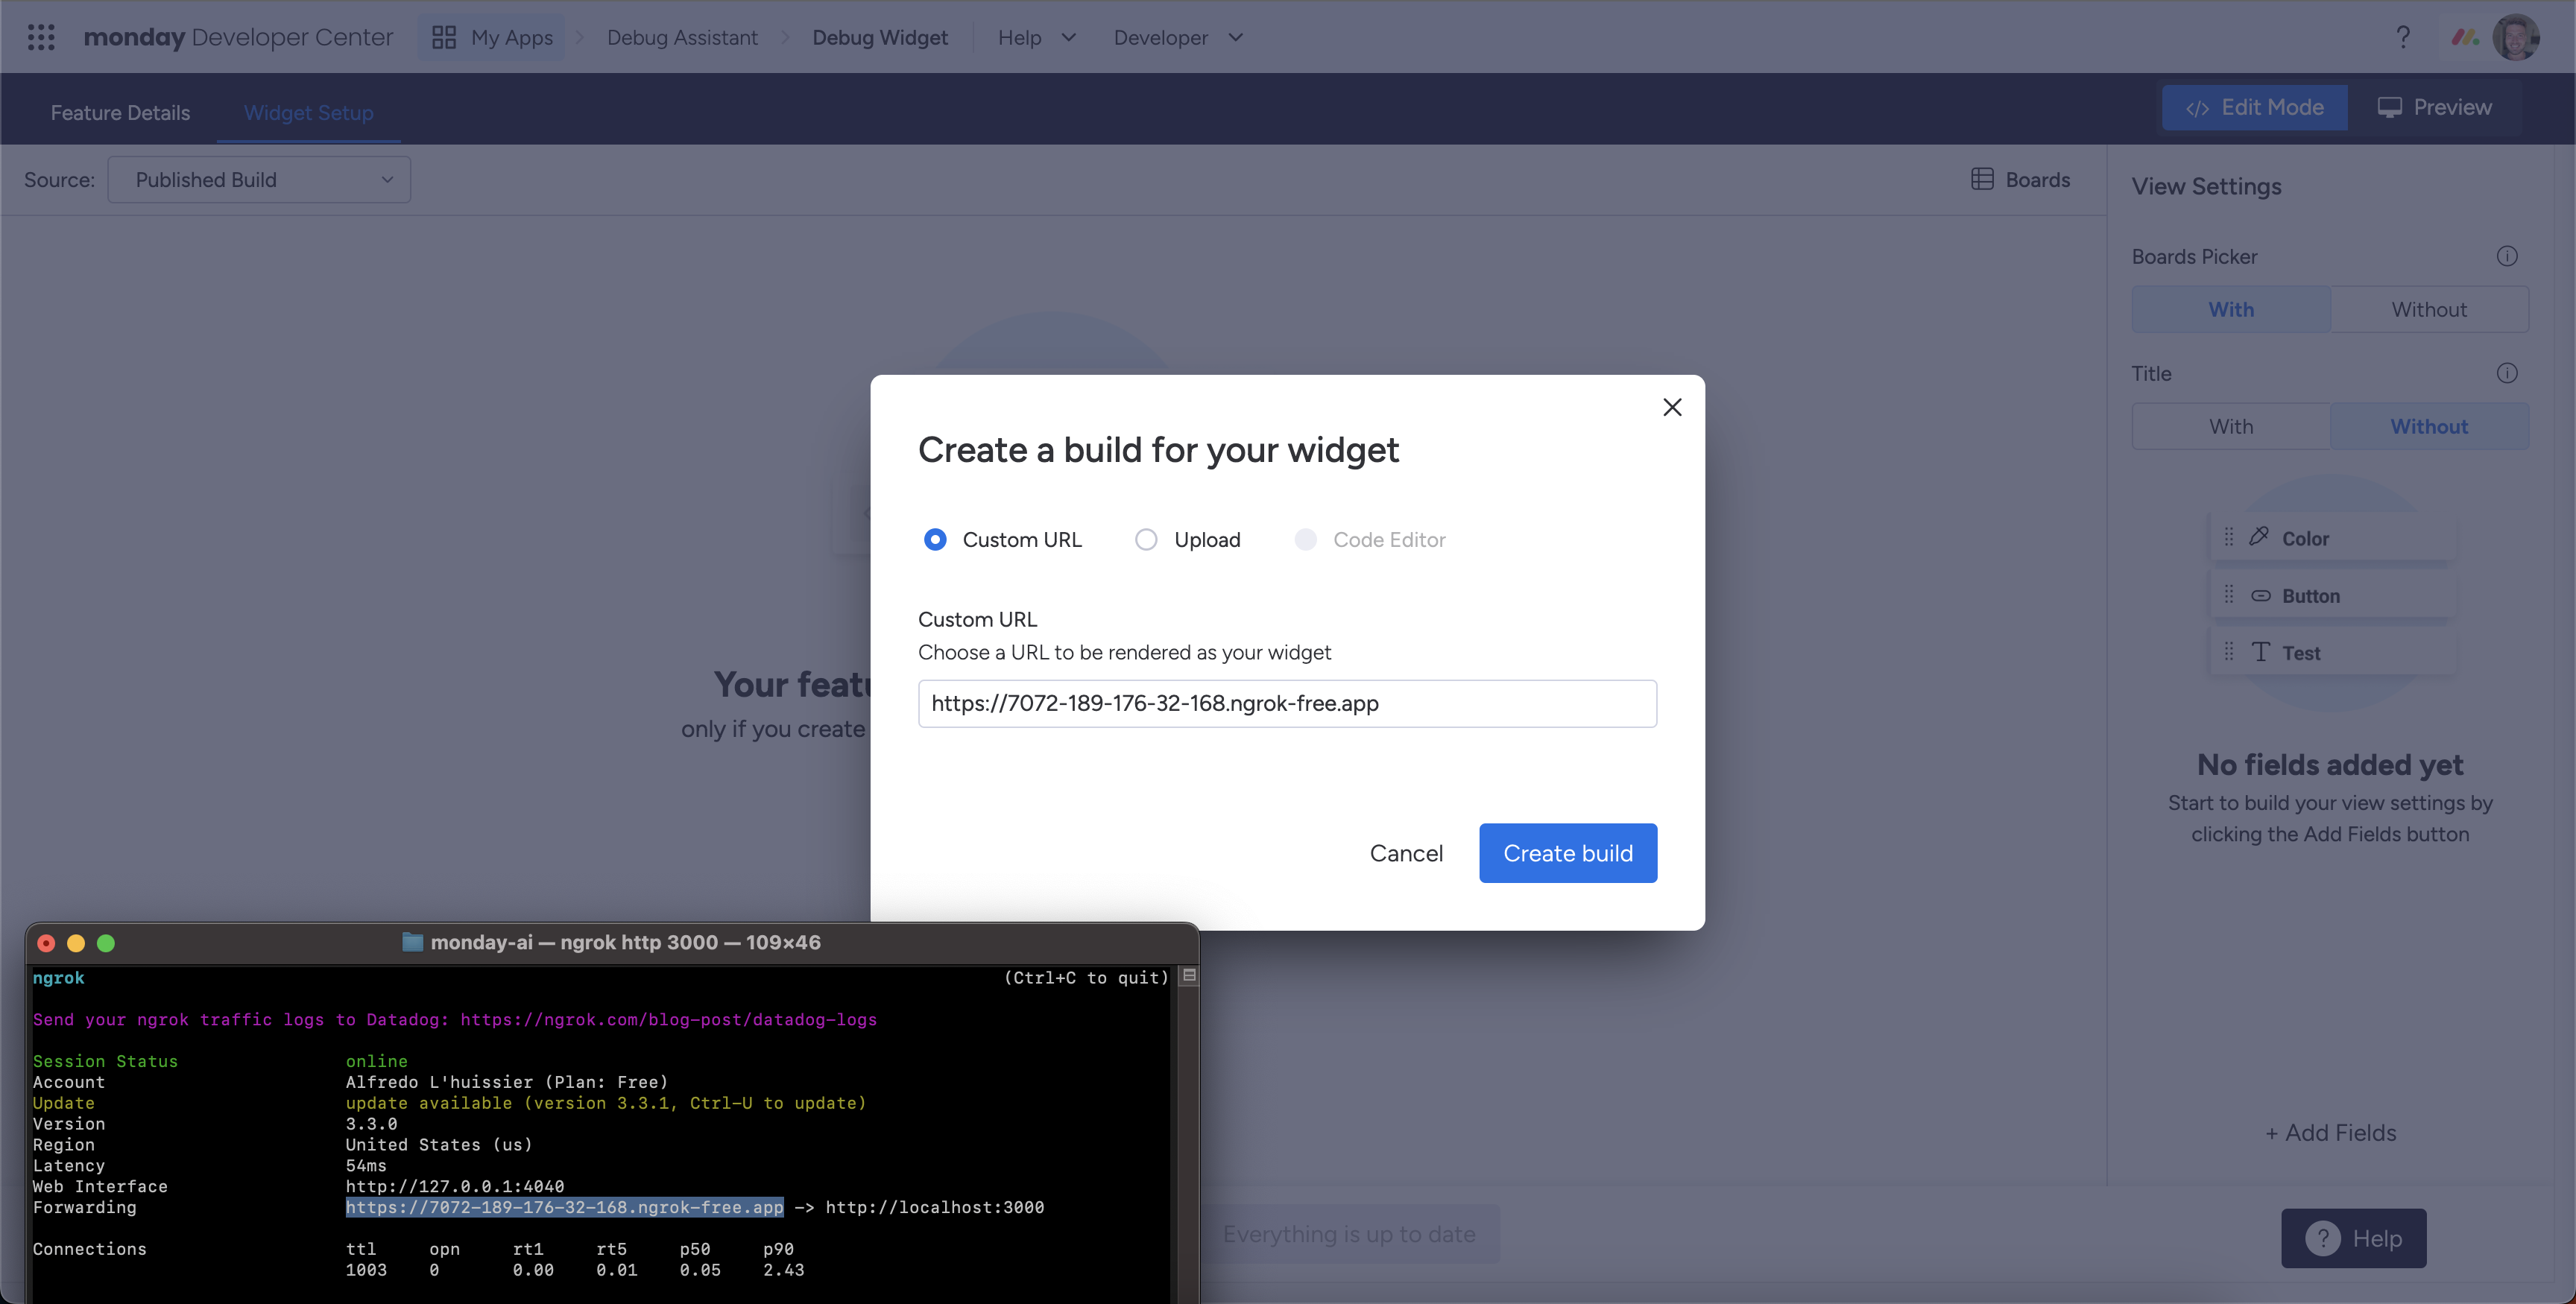 monday Developer Center My Apps Debug Assistant Debug Widget Help Developer ?
Feature Details Widget Setup </> Edit Mode Preview
Source: Published Build Boards
View Settings
Boards Picker
With Without
Title
With Without
Color
Button
Test
No fields added yet
Start to build your view settings by
clicking the Add Fields button
+ Add Fields
Your featu
only if you create
Create a build for your widget
Custom URL Upload Code Editor
Custom URL
Choose a URL to be rendered as your widget
https://7072-189-176-32-168.ngrok-free.app
Cancel Create build
monday-ai — ngrok http 3000 — 109×46
ngrok (Ctrl+C to quit)
Send your ngrok traffic logs to Datadog: https://ngrok.com/blog-post/datadog-logs
Session Status online
Account Alfredo L'huissier (Plan: Free)
Update update available (version 3.3.1, Ctrl-U to update)
Version 3.3.0
Region United States (us)
Latency 54ms
Web Interface http://127.0.0.1:4040
Forwarding https://7072-189-176-32-168.ngrok-free.app -> http://localhost:3000
Connections ttl opn rt1 rt5 p50 p90
1003 0 0.00 0.01 0.05 2.43
Everything is up to date
? Help